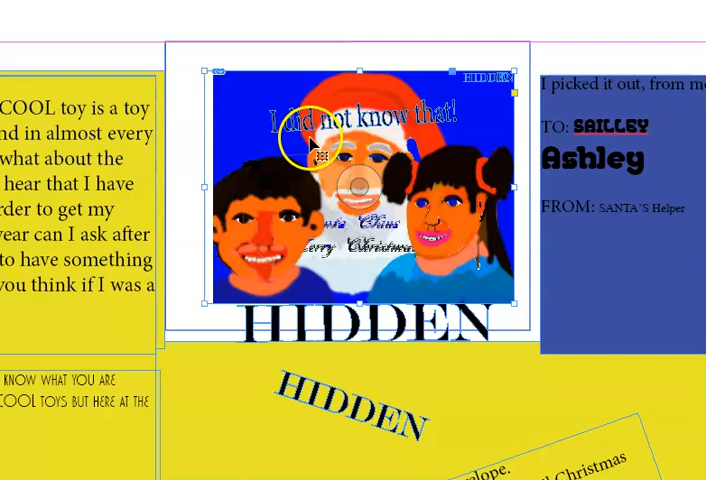 COOL toy is a toy
nd in almost every
what about the
hear that I have
rder to get my
year can I ask after
to have something
you think if I was a
KNOW WHAT YOU ARE
COOL TOYS BUT HERE AT THE
HIDDEN
I did not know that!
HIDDEN
HIDDEN
I picked it out, from
TO: SAILLEY
Ashley
FROM: SANTA'S Helper
elope.
Christmas